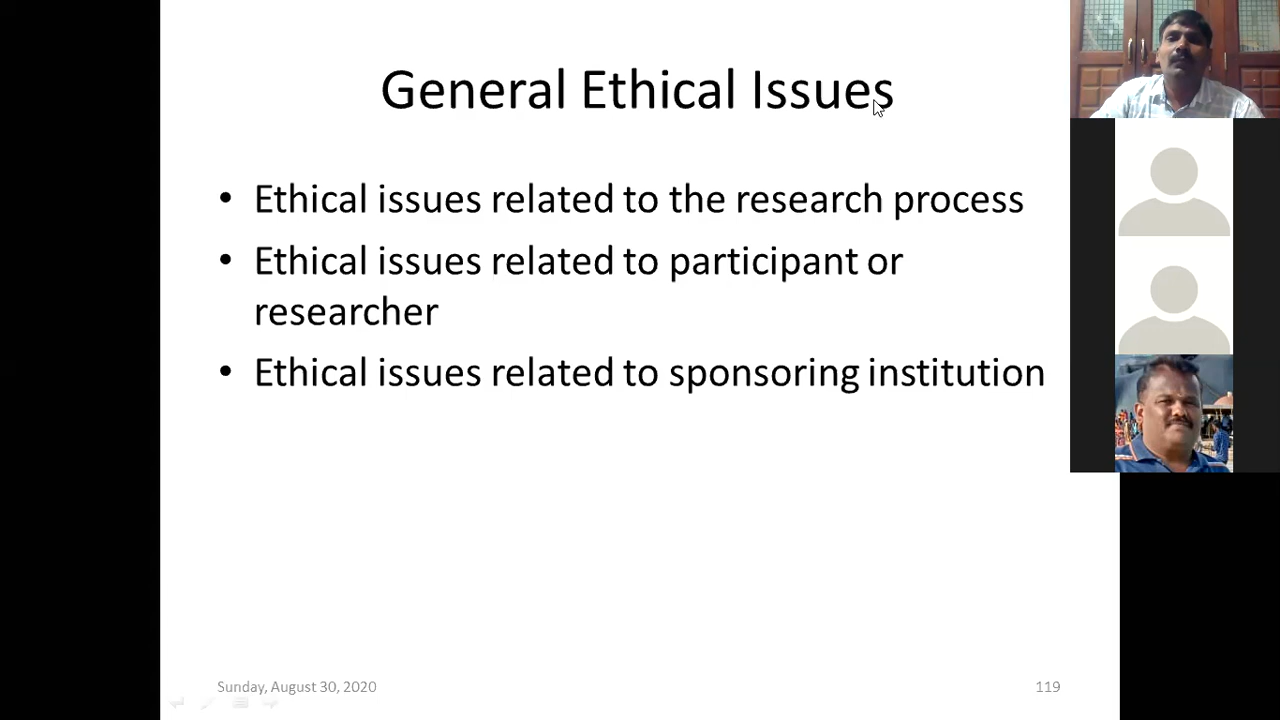 General Ethical Issues
• Ethical issues related to the research process
• Ethical issues related to participant or
researcher
• Ethical issues related to sponsoring institution
Sunday, August 30, 2020
119